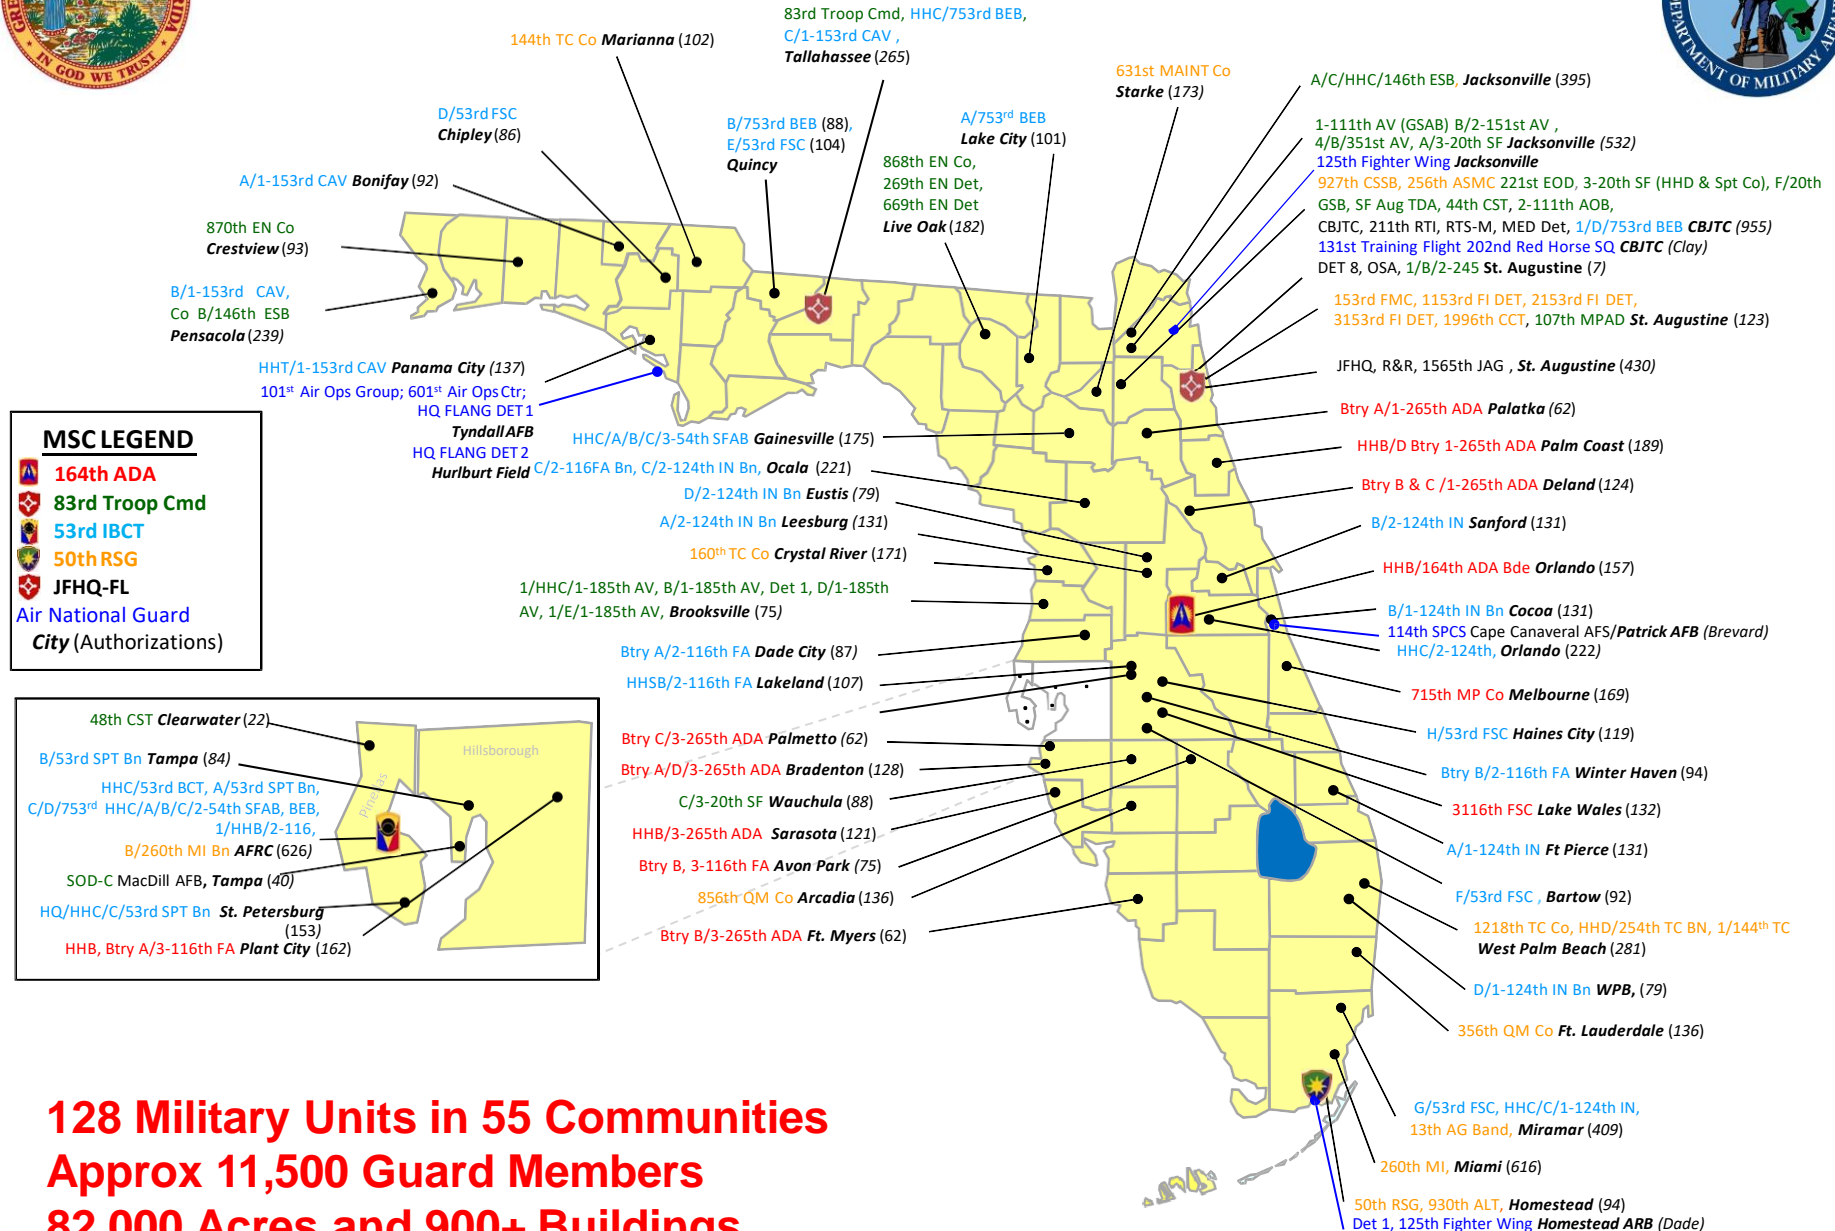 GRE
RIDA
IN GOD WE TRUST
DEPARTMENT OF MILITARY AFFA
83rd Troop Cmd, HHC/753rd BEB,
C/1-153rd CAV ,
Tallahassee (265)
144th TC Co Marianna (102)
D/53rd FSC
Chipley (86)
A/1-153rd CAV Bonifay (92)
870th EN Co
Crestview (93)
B/1-153rd CAV,
Co B/146th ESB
Pensacola (239)
HHT/1-153rd CAV Panama City (137)
101st Air Ops Group; 601st Air Ops Ctr;
HQ FLANG DET 1
Tyndall AFB
HQ FLANG DET 2
Hurlburt Field
B/753rd BEB (88),
E/53rd FSC (104)
Quincy
868th EN Co,
269th EN Det,
669th EN Det
Live Oak (182)
A/753rd BEB
Lake City (101)
631st MAINT Co
Starke (173)
A/C/HHC/146th ESB, Jacksonville (395)
1-111th AV (GSAB) B/2-151st AV ,
4/B/351st AV, A/3-20th SF Jacksonville (532)
125th Fighter Wing Jacksonville
927th CSSB, 256th ASMC 221st EOD, 3-20th SF (HHD & Spt Co), F/20th
GSB, SF Aug TDA, 44th CST, 2-111th AOB,
CBJTC, 211th RTI, RTS-M, MED Det, 1/D/753rd BEB CBJTC (955)
131st Training Flight 202nd Red Horse SQ CBJTC (Clay)
DET 8, OSA, 1/B/2-245 St. Augustine (7)
153rd FMC, 1153rd FI DET, 2153rd FI DET,
3153rd FI DET, 1996th CCT, 107th MPAD St. Augustine (123)
JFHQ, R&R, 1565th JAG , St. Augustine (430)
Btry A/1-265th ADA Palatka (62)
HHB/D Btry 1-265th ADA Palm Coast (189)
Btry B & C /1-265th ADA Deland (124)
B/2-124th IN Sanford (131)
HHB/164th ADA Bde Orlando (157)
B/1-124th IN Bn Cocoa (131)
114th SPCS Cape Canaveral AFS/Patrick AFB (Brevard)
HHC/2-124th, Orlando (222)
715th MP Co Melbourne (169)
H/53rd FSC Haines City (119)
Btry B/2-116th FA Winter Haven (94)
3116th FSC Lake Wales (132)
A/1-124th IN Ft Pierce (131)
F/53rd FSC , Bartow (92)
1218th TC Co, HHD/254th TC BN, 1/144th TC
West Palm Beach (281)
D/1-124th IN Bn WPB, (79)
356th QM Co Ft. Lauderdale (136)
G/53rd FSC, HHC/C/1-124th IN,
13th AG Band, Miramar (409)
260th MI, Miami (616)
50th RSG, 930th ALT, Homestead (94)
Det 1, 125th Fighter Wing Homestead ARB (Dade)
HHC/A/B/C/3-54th SFAB Gainesville (175)
C/2-116FA Bn, C/2-124th IN Bn, Ocala (221)
D/2-124th IN Bn Eustis (79)
A/2-124th IN Bn Leesburg (131)
160th TC Co Crystal River (171)
1/HHC/1-185th AV, B/1-185th AV, Det 1, D/1-185th
AV, 1/E/1-185th AV, Brooksville (75)
Btry A/2-116th FA Dade City (87)
HHSB/2-116th FA Lakeland (107)
Btry C/3-265th ADA Palmetto (62)
Btry A/D/3-265th ADA Bradenton (128)
C/3-20th SF Wauchula (88)
HHB/3-265th ADA Sarasota (121)
Btry B, 3-116th FA Avon Park (75)
856th QM Co Arcadia (136)
Btry B/3-265th ADA Ft. Myers (62)
MSC LEGEND
164th ADA
83rd Troop Cmd
53rd IBCT
50th RSG
JFHQ-FL
Air National Guard
City (Authorizations)
48th CST Clearwater (22)
B/53rd SPT Bn Tampa (84)
HHC/53rd BCT, A/53rd SPT Bn,
C/D/753rd HHC/A/B/C/2-54th SFAB, BEB,
1/HHB/2-116,
B/260th MI Bn AFRC (626)
SOD-C MacDill AFB, Tampa (40)
HQ/HHC/C/53rd SPT Bn St. Petersburg
(153)
HHB, Btry A/3-116th FA Plant City (162)
Pinellas
Hillsborough
128 Military Units in 55 Communities
Approx 11,500 Guard Members
82,000 Acres and 900+ Buildings